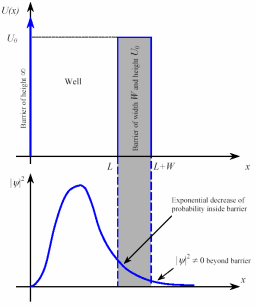 U(x)
U₀
Barrier of height ∞
Well
Barrier of width W and height U₀
L
L+W
x
|ψ|²
Exponential decrease of
probability inside barrier
|ψ|² ≠ 0 beyond barrier
x